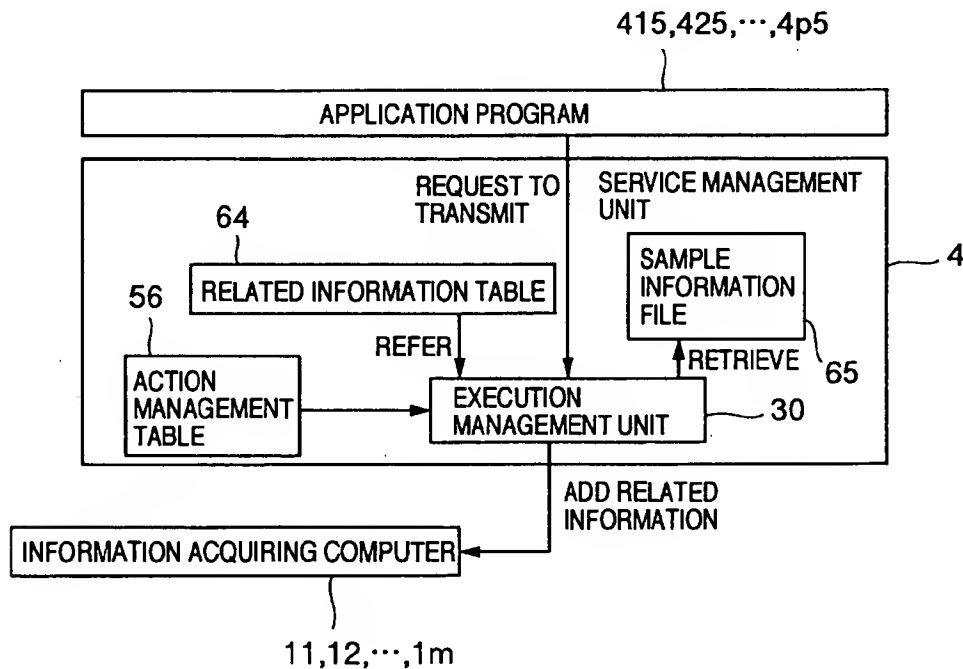 415,425,···,4p5
APPLICATION PROGRAM
REQUEST TO
TRANSMIT
SERVICE MANAGEMENT
UNIT
64
4
RELATED INFORMATION TABLE
SAMPLE
INFORMATION
FILE
56
REFER
RETRIEVE
65
ACTION
MANAGEMENT
TABLE
EXECUTION
MANAGEMENT UNIT
30
ADD RELATED
INFORMATION
INFORMATION ACQUIRING COMPUTER
11,12,···,1m